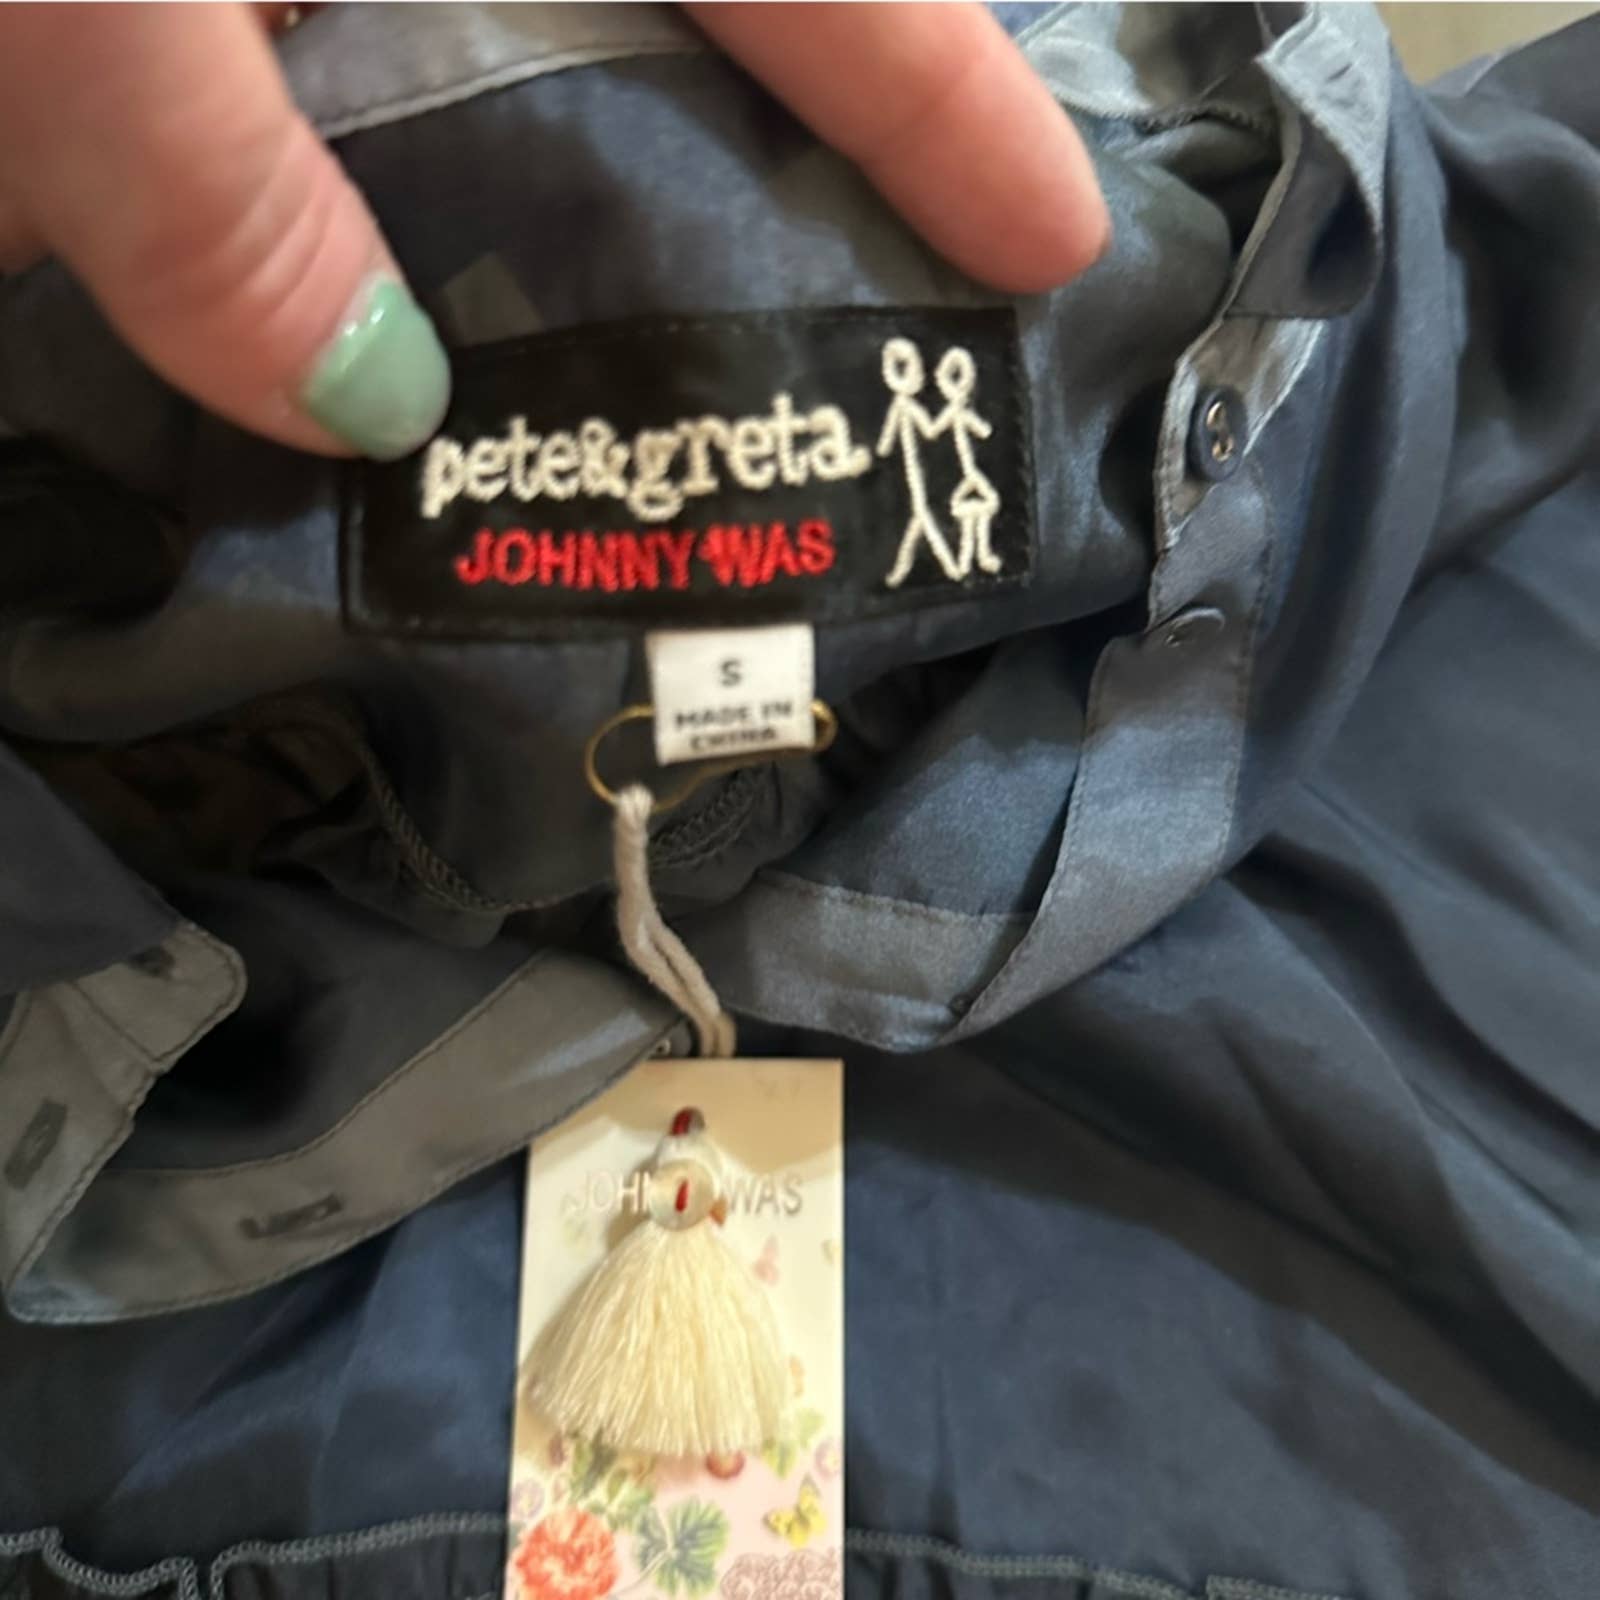 pete&greta
JOHNNY WAS
S
MADE IN
CHINA
JOHNNY WAS